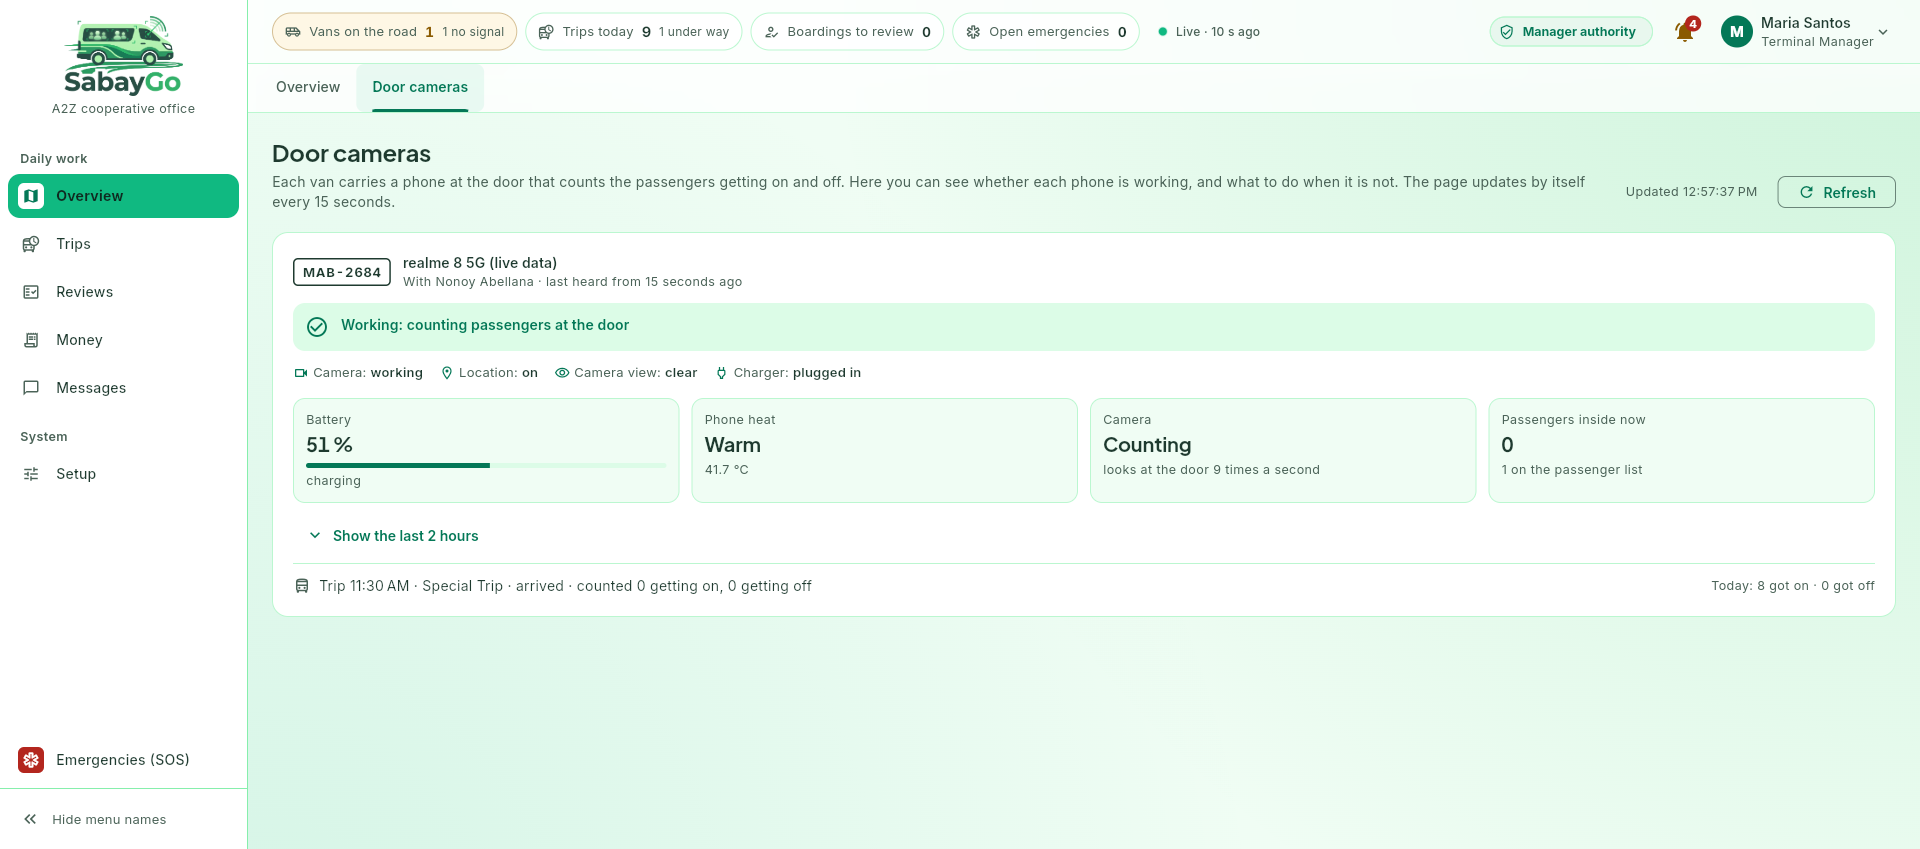 SabayGo
A2Z cooperative office
Daily work
Overview
Trips
Reviews
Money
Messages
System
Setup
Emergencies (SOS)
Hide menu names
Vans on the road 1 1 no signal
Trips today 9 1 under way
Boardings to review 0
Open emergencies 0
Live · 10 s ago
Manager authority
4
M
Maria Santos
Terminal Manager
Overview
Door cameras
Door cameras
Each van carries a phone at the door that counts the passengers getting on and off. Here you can see whether each phone is working, and what to do when it is not. The page updates by itself
every 15 seconds.
Updated 12:57:37 PM
Refresh
MAB-2684
realme 8 5G (live data)
With Nonoy Abellana · last heard from 15 seconds ago
Working: counting passengers at the door
Camera: working
Location: on
Camera view: clear
Charger: plugged in
Battery
51 %
charging
Phone heat
Warm
41.7 °C
Camera
Counting
looks at the door 9 times a second
Passengers inside now
0
1 on the passenger list
Show the last 2 hours
Trip 11:30 AM · Special Trip · arrived · counted 0 getting on, 0 getting off
Today: 8 got on · 0 got off